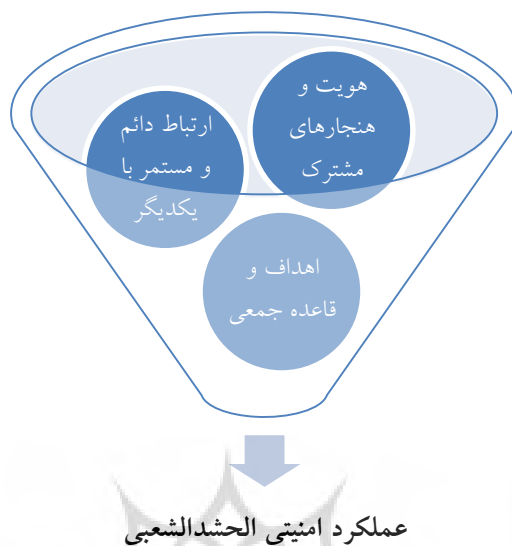 هویت و
هنجارهای
مشترک
ارتباط دائم
و مستمر با
یکدیگر
اهداف و
قاعده جمعی
عملکرد امنیتی الحشدالشعبی